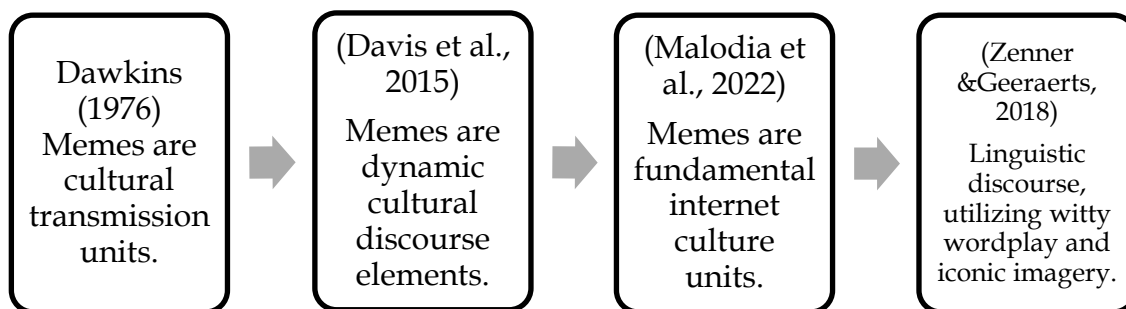 Dawkins
(1976)
Memes are
cultural
transmission
units.
(Davis et al.,
2015)
Memes are
dynamic
cultural
discourse
elements.
(Malodia et
al., 2022)
Memes are
fundamental
internet
culture
units.
(Zenner
&Geeraerts,
2018)
Linguistic
discourse,
utilizing witty
wordplay and
iconic imagery.